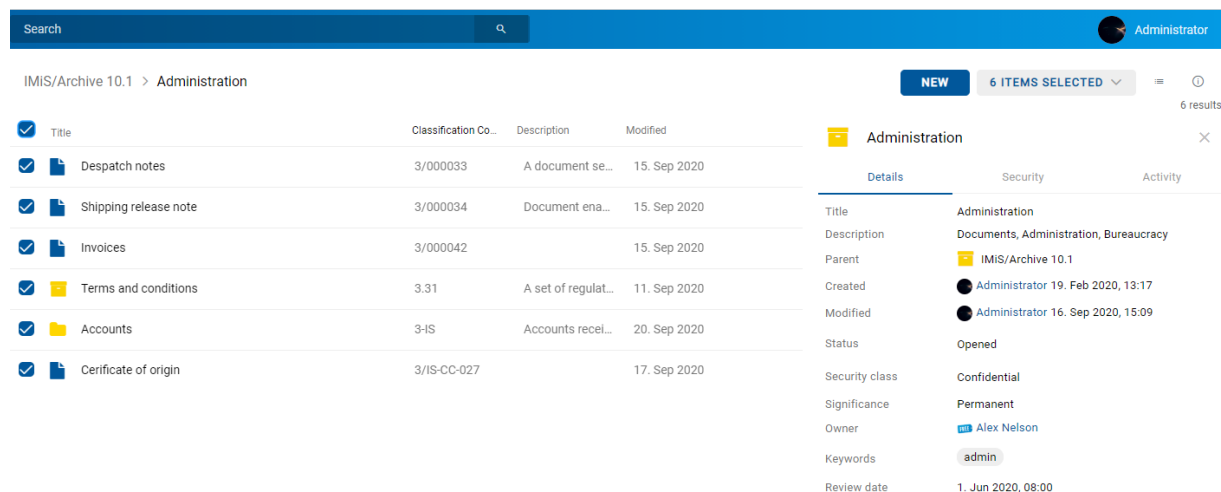 Search
Administrator
IMiS/Archive 10.1 > Administration
NEW
6 ITEMS SELECTED
6 results
Title Classification Co... Description Modified
Despatch notes 3/000033 A document se... 15. Sep 2020
Shipping release note 3/000034 Document ena... 15. Sep 2020
Invoices 3/000042 15. Sep 2020
Terms and conditions 3.31 A set of regulat... 11. Sep 2020
Accounts 3-IS Accounts recei... 20. Sep 2020
Cerificate of origin 3/IS-CC-027 17. Sep 2020
Administration
Details Security Activity
Title Administration
Description Documents, Administration, Bureaucracy
Parent IMiS/Archive 10.1
Created Administrator 19. Feb 2020, 13:17
Modified Administrator 16. Sep 2020, 15:09
Status Opened
Security class Confidential
Significance Permanent
Owner Alex Nelson
Keywords admin
Review date 1. Jun 2020, 08:00